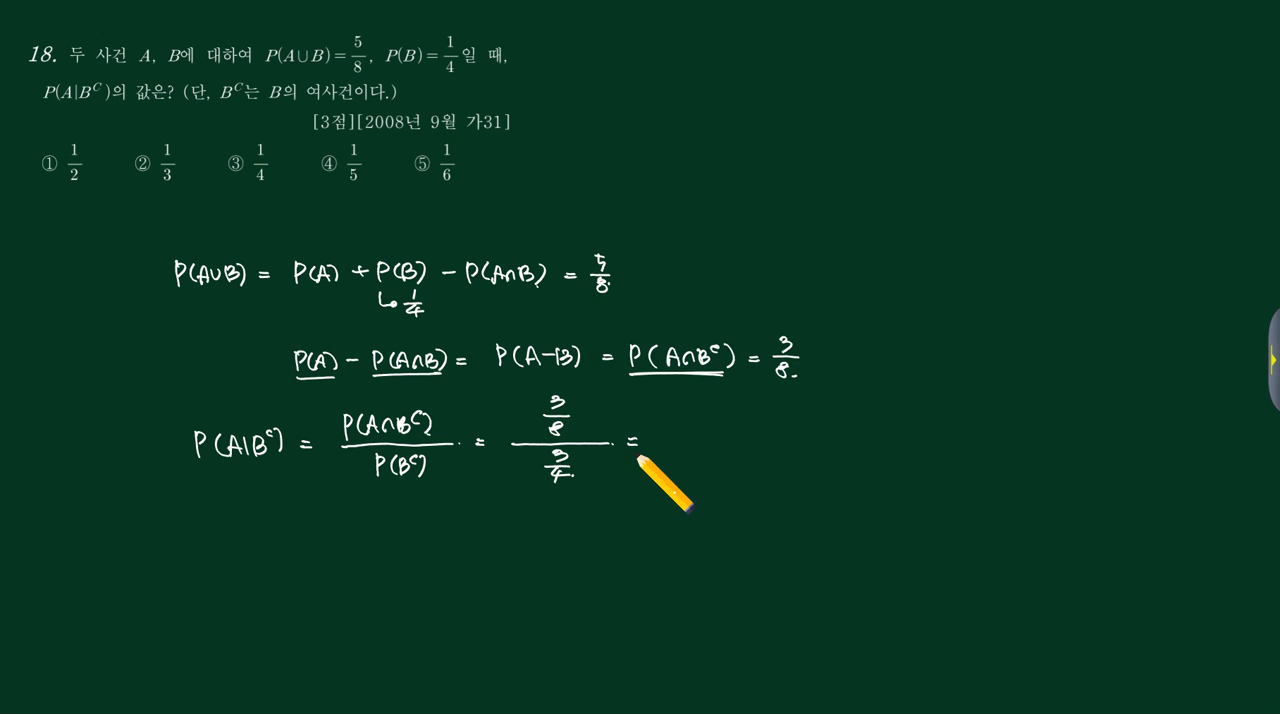 18. 두 사건 A, B에 대하여 P(A∪B)=5/8, P(B)=1/4일 때,
P(A|B^C)의 값은? (단, B^C는 B의 여사건이다.)
[3점][2008년 9월 가31]
① 1/2 ② 1/3 ③ 1/4 ④ 1/5 ⑤ 1/6
P(A∪B) = P(A) + P(B) - P(A∩B) = 5/8
↳ 1/4
P(A) - P(A∩B) = P(A-B) = P(A∩B^c) = 3/8
P(A|B^c) = P(A∩B^c)/P(B^c) = (3/8)/(3/4) =